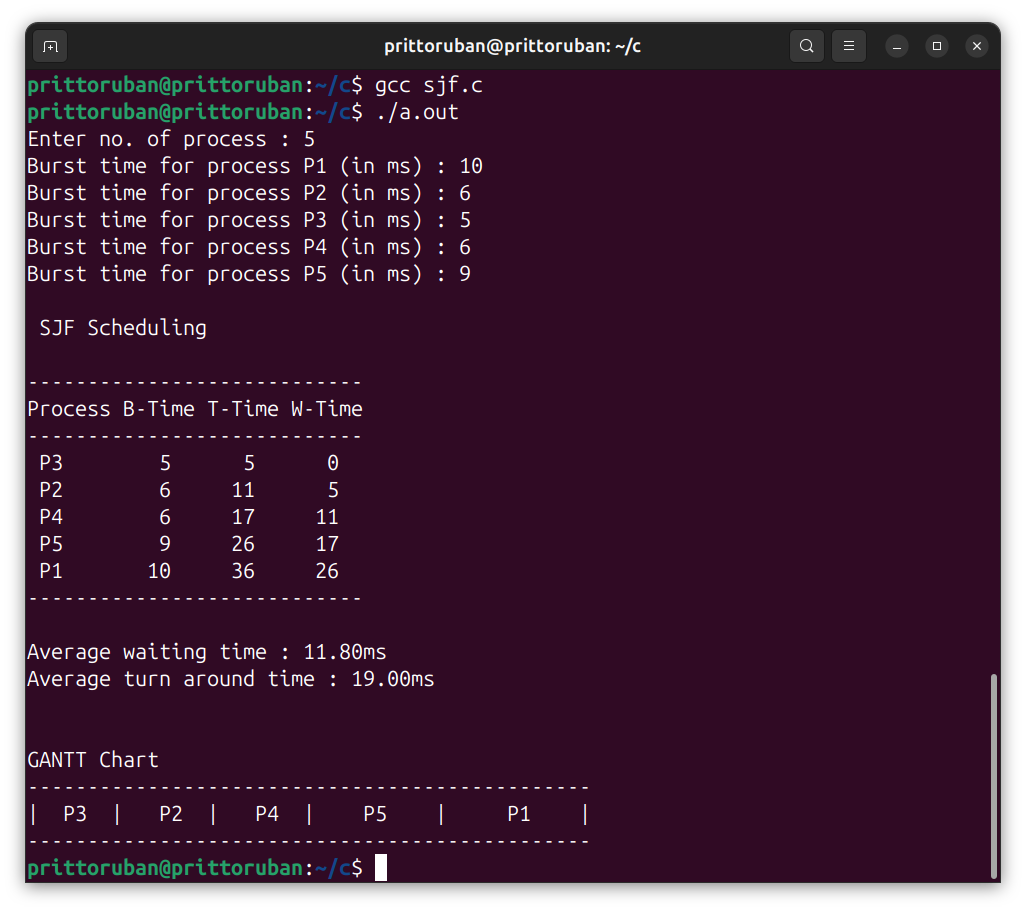 prittoruban@prittoruban: ~/c
prittoruban@prittoruban:~/c$ gcc sjf.c
prittoruban@prittoruban:~/c$ ./a.out
Enter no. of process : 5
Burst time for process P1 (in ms) : 10
Burst time for process P2 (in ms) : 6
Burst time for process P3 (in ms) : 5
Burst time for process P4 (in ms) : 6
Burst time for process P5 (in ms) : 9
 SJF Scheduling
----------------------------
Process B-Time T-Time W-Time
----------------------------
 P3        5      5      0
 P2        6     11      5
 P4        6     17     11
 P5        9     26     17
 P1       10     36     26
----------------------------
Average waiting time : 11.80ms
Average turn around time : 19.00ms
GANTT Chart
-----------------------------------------------
|  P3  |   P2  |   P4  |    P5    |     P1    |
-----------------------------------------------
prittoruban@prittoruban:~/c$